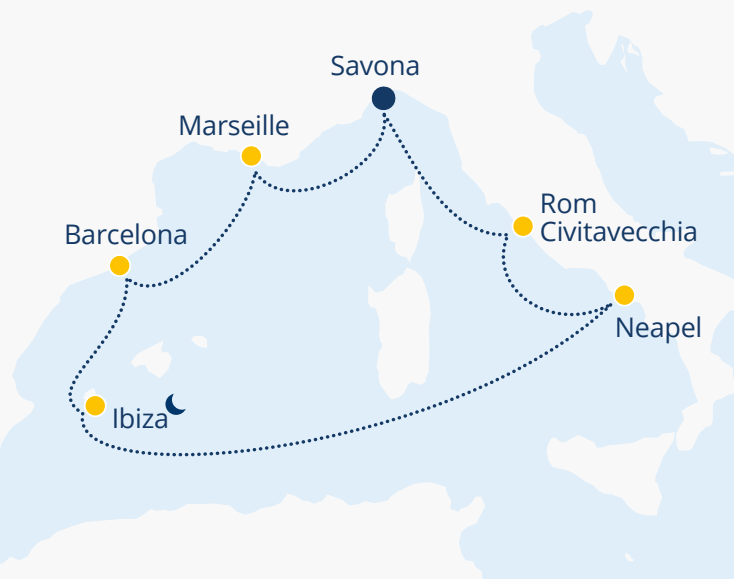 Savona
Marseille
Rom
Civitavecchia
Barcelona
Neapel
Ibiza